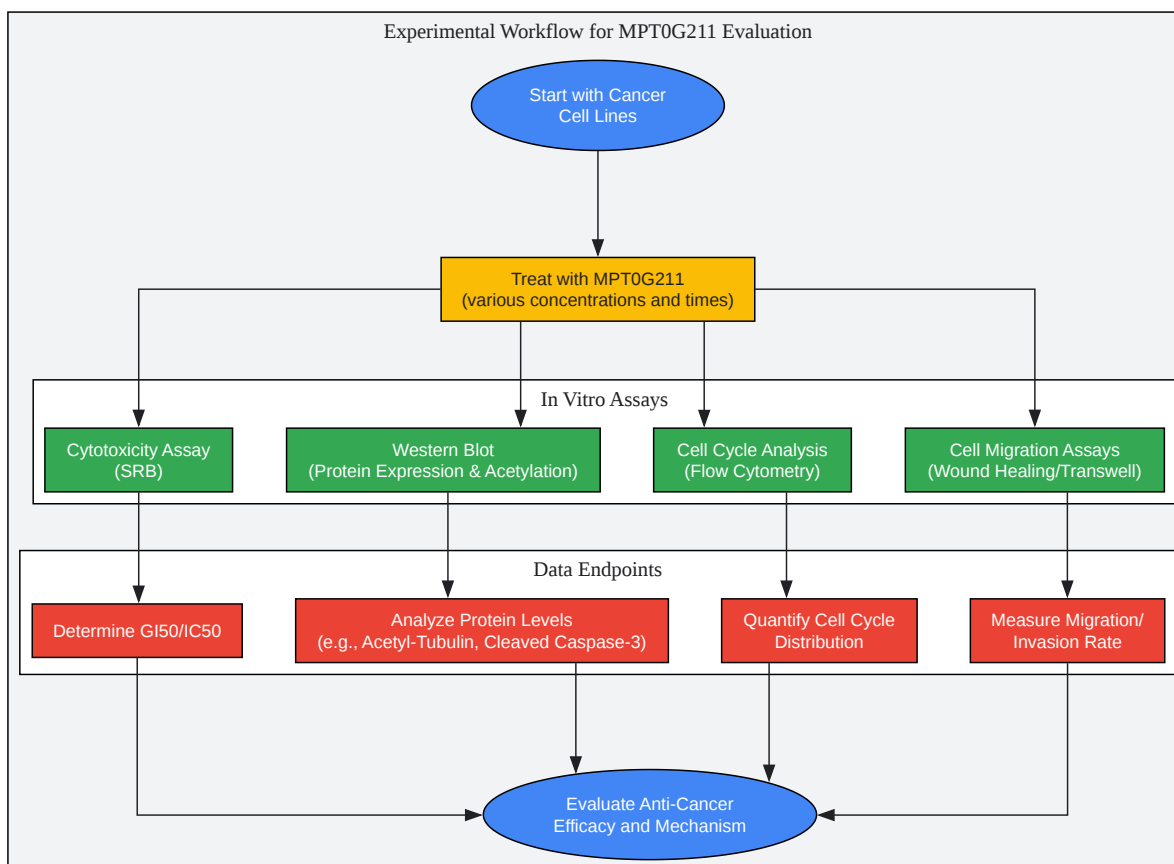 Experimental Workflow for MPT0G211 Evaluation
Start with Cancer
Cell Lines
Treat with MPT0G211
(various concentrations and times)
In Vitro Assays
Cytotoxicity Assay
(SRB)
Western Blot
(Protein Expression & Acetylation)
Cell Cycle Analysis
(Flow Cytometry)
Cell Migration Assays
(Wound Healing/Transwell)
Data Endpoints
Determine GI50/IC50
Analyze Protein Levels
(e.g., Acetyl-Tubulin, Cleaved Caspase-3)
Quantify Cell Cycle
Distribution
Measure Migration/
Invasion Rate
Evaluate Anti-Cancer
Efficacy and Mechanism